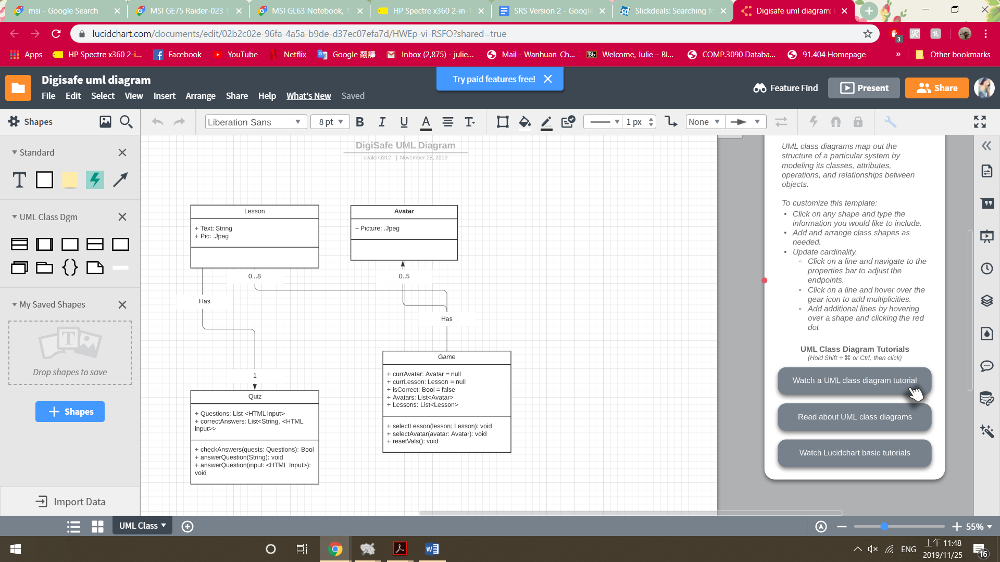 msi - Google Search
MSI GE75 Raider-023 1
MSI GL63 Notebook, 1
HP Spectre x360 2-in-1
SRS Version 2 - Google
Slickdeals: Searching fo
Digisafe uml diagram:
lucidchart.com/documents/edit/02b2c02e-96fa-4a5a-b9de-d37ec07efa7d/HWEp-vi-RSFO?shared=true
3
Apps
HP Spectre x360 2-i...
Facebook
YouTube
Netflix
Google 翻譯
Inbox (2,875) - julie...
Mail - Wanhuan_Ch...
Bb
Welcome, Julie – Bl...
COMP.3090 Databa...
91.404 Homepage
»
Other bookmarks
Digisafe uml diagram
Try paid features free!
Feature Find
Present
Share
File Edit Select View Insert Arrange Share Help What's New Saved
Shapes
Liberation Sans
8 pt
B I U A T
1 px
None
Standard
T
UML Class Dgm
My Saved Shapes
T
Drop shapes to save
+ Shapes
Import Data
DigiSafe UML Diagram
cvalenti312 | November 25, 2019
Lesson
+ Text: String
+ Pic: .Jpeg
Avatar
+ Picture: .Jpeg
0...8
0..5
Has
Has
1
Quiz
+ Questions: List <HTML input>
+ correctAnswers: List<String, <HTML
input>>
+ checkAnswers(quests: Questions): Bool
+ answerQuestion(String): void
+ answerQuestion(input: <HTML Input>):
void
Game
+ currAvatar: Avatar = null
+ currLesson: Lesson = null
+ isCorrect: Bool = false
+ Avatars: List<Avatar>
+ Lessons: List<Lesson>
+ selectLesson(lesson: Lesson): void
+ selectAvatar(avatar: Avatar): void
+ resetVals(): void
UML class diagrams map out the
structure of a particular system by
modeling its classes, attributes,
operations, and relationships between
objects.
To customize this template:
• Click on any shape and type the
information you would like to include.
• Add and arrange class shapes as
needed.
• Update cardinality.
◦ Click on a line and navigate to the
properties bar to adjust the
endpoints.
◦ Click on a line and hover over the
gear icon to add multiplicities.
◦ Add additional lines by hovering
over a shape and clicking the red
dot
UML Class Diagram Tutorials
(Hold Shift + ⌘ or Ctrl, then click)
Watch a UML class diagram tutorial
Read about UML class diagrams
Watch Lucidchart basic tutorials
UML Class
55%
ENG
上午 11:48
2019/11/25
16